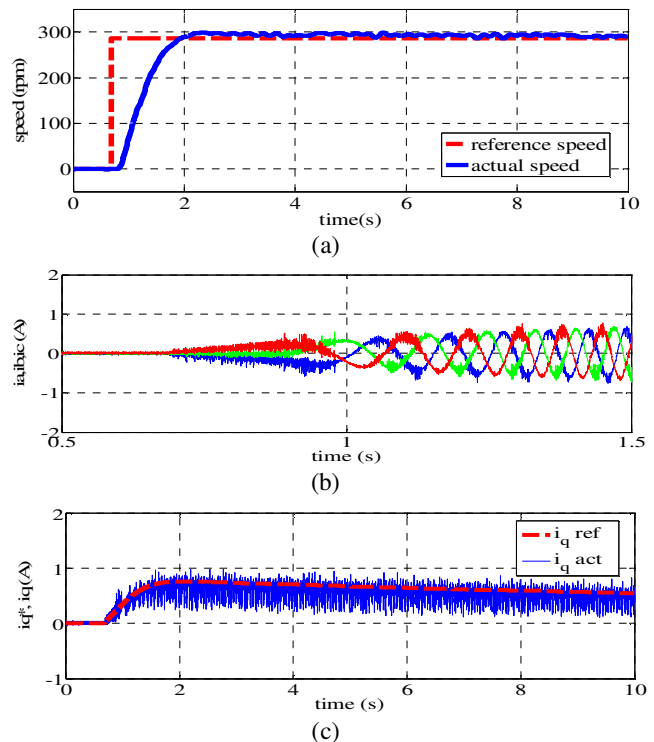 300
200
100
0
speed (rpm)
reference speed
actual speed
0 2 4 6 8 10
time(s)
(a)
2
1
0
-1
-2
ia,ib,ic (A)
0.5 1 1.5
time (s)
(b)
2
1
0
-1
iq*, iq(A)
i_q ref
i_q act
0 2 4 6 8 10
time (s)
(c)